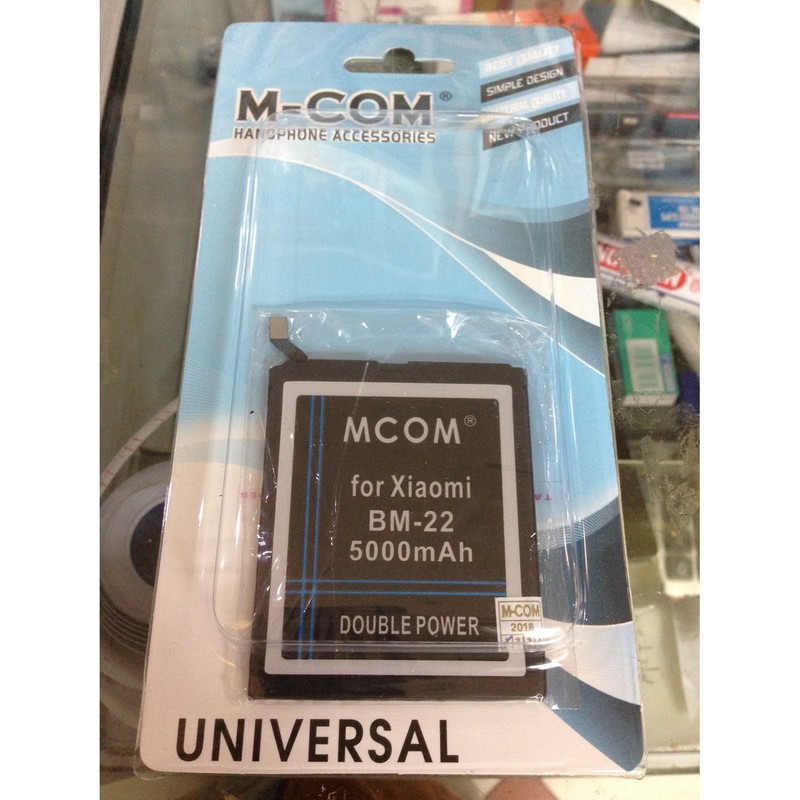 BEST QUALITY
SIMPLE DESIGN
NATURAL QUALITY
NEW PRODUCT
M-COM®
HANDPHONE ACCESSORIES
MCOM®
for Xiaomi
BM-22
5000mAh
DOUBLE POWER
M-COM
2018
UNIVERSAL